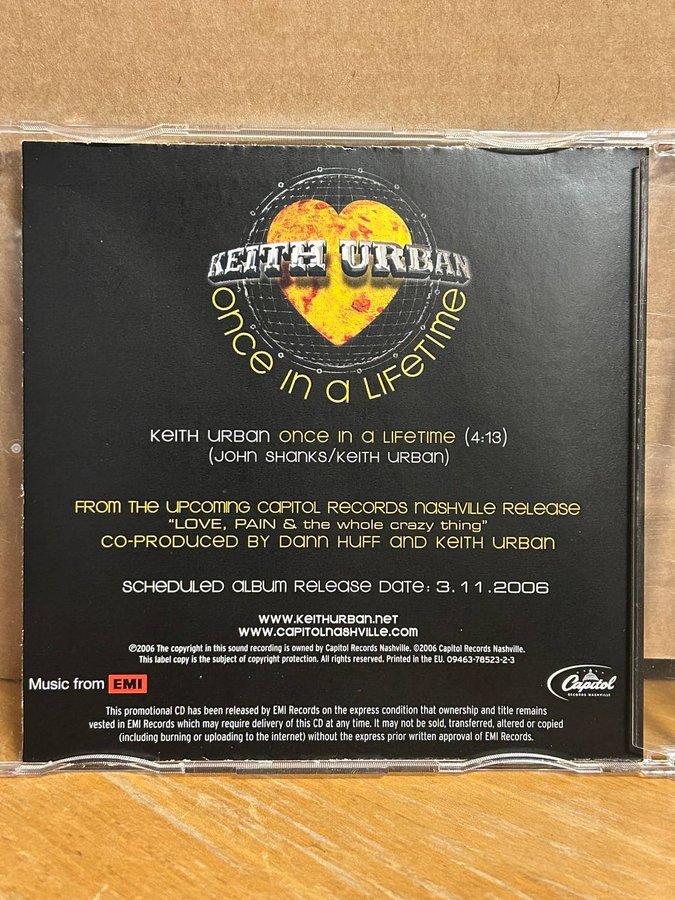 KEITH URBAN
once in a Lifetime
Keith Urban once in a Lifetime (4:13)
(John Shanks/Keith Urban)
From the upcoming Capitol Records Nashville release
"LOVE, PAIN & the whole crazy thing"
co-produced by Dann Huff and Keith Urban
Scheduled album release date: 3.11.2006
www.keithurban.net
www.capitolnashville.com
℗2006 The copyright in this sound recording is owned by Capitol Records Nashville. ©2006 Capitol Records Nashville.
This label copy is the subject of copyright protection. All rights reserved. Printed in the EU. 09463-78523-2-3
Music from EMI
Capitol
RECORDS NASHVILLE
This promotional CD has been released by EMI Records on the express condition that ownership and title remains
vested in EMI Records which may require delivery of this CD at any time. It may not be sold, transferred, altered or copied
(including burning or uploading to the internet) without the express prior written approval of EMI Records.